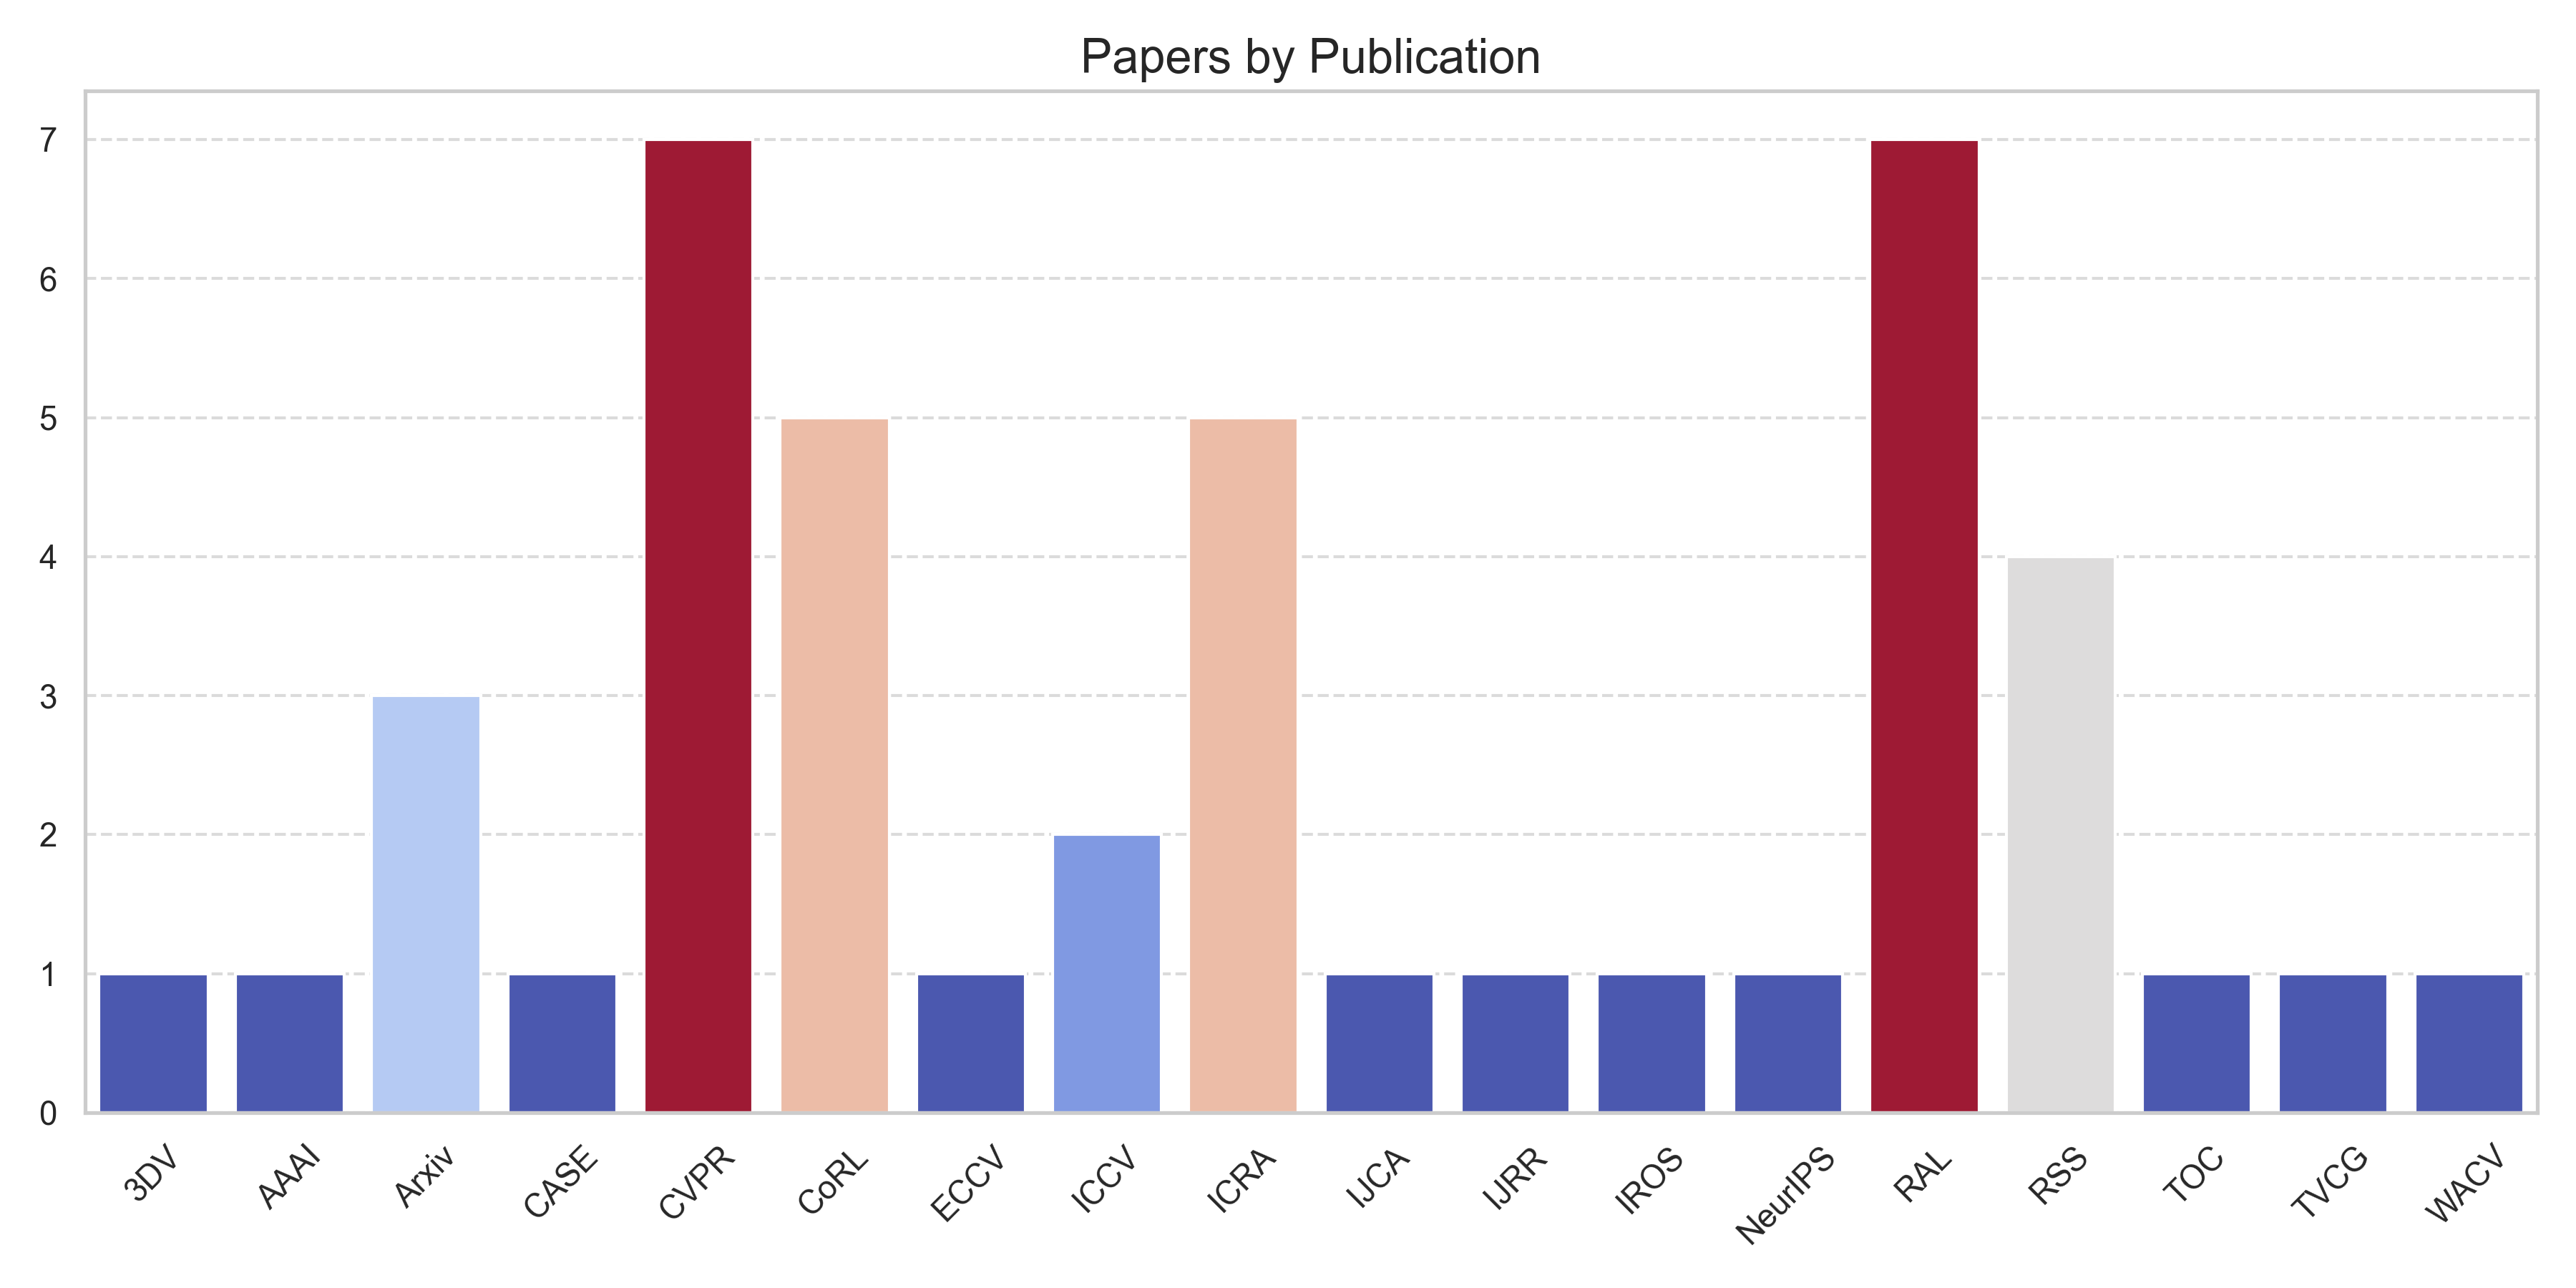 Papers by Publication
7
6
5
4
3
2
1
0
3DV
AAAI
Arxiv
CASE
CVPR
CoRL
ECCV
ICCV
ICRA
IJCA
IJRR
IROS
NeurIPS
RAL
RSS
TOC
TVCG
WACV